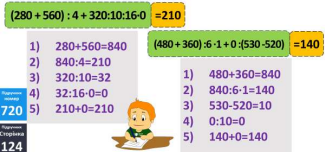 (280 + 560) : 4 + 320:10:16·0 =210
1) 280+560=840
2) 840:4=210
3) 320:10=32
4) 32:16·0=0
5) 210+0=210
(480 + 360) :6 ·1 + 0 :(530 -520) =140
1) 480+360=840
2) 840:6·1=140
3) 530-520=10
4) 0:10=0
5) 140+0=140
Підручник
номер
720
Підручник
Сторінка
124